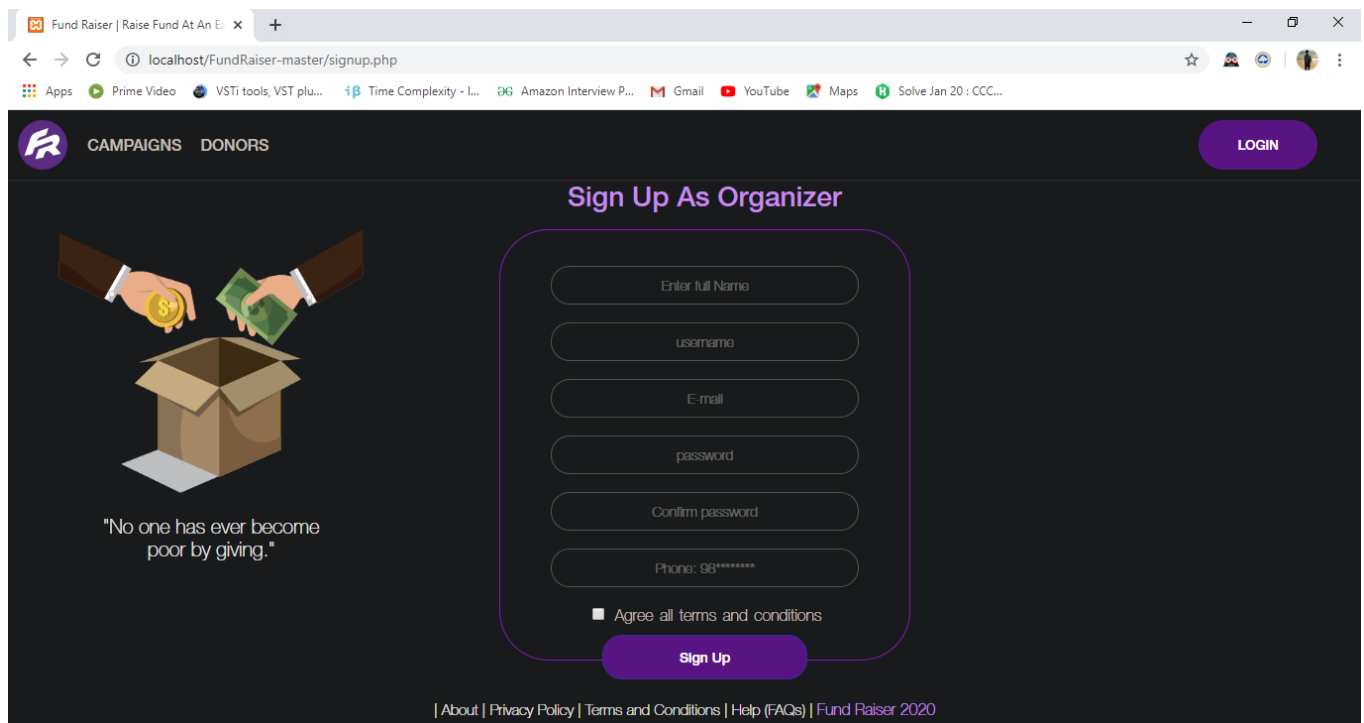 Fund Raiser | Raise Fund At An Ea
localhost/FundRaiser-master/signup.php
Apps Prime Video VSTi tools, VST plu... Time Complexity - I... Amazon Interview P... Gmail YouTube Maps Solve Jan 20 : CCC...
FR CAMPAIGNS DONORS LOGIN
Sign Up As Organizer
Enter full Name
username
E-mail
password
Confirm password
Phone: 98********
Agree all terms and conditions
Sign Up
"No one has ever become
poor by giving."
| About | Privacy Policy | Terms and Conditions | Help (FAQs) | Fund Raiser 2020